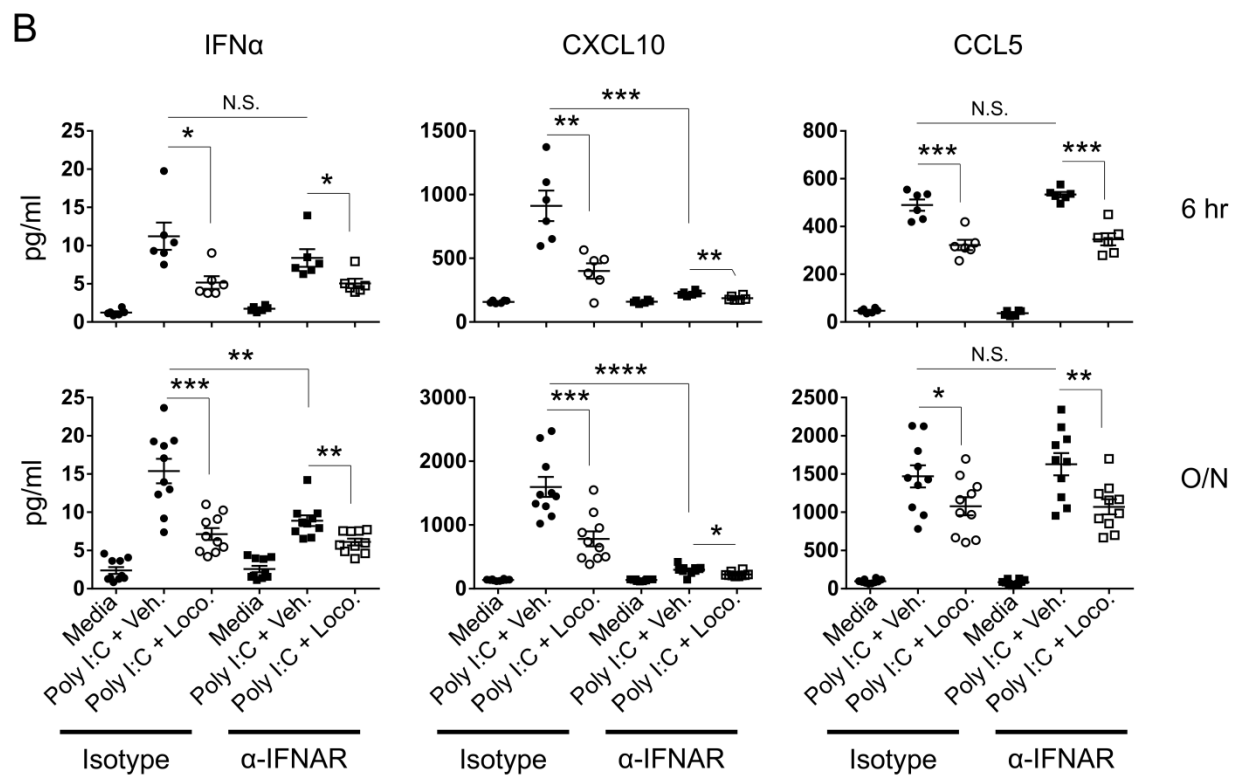 B
IFNα
CXCL10
CCL5
N.S.
*
*
25
20
15
10
5
0
pg/ml
***
**
**
1500
1000
500
0
N.S.
***
***
800
600
400
200
0
6 hr
**
***
**
25
20
15
10
5
0
pg/ml
****
***
*
3000
2000
1000
0
N.S.
*
**
2500
2000
1500
1000
500
0
O/N
Media
Poly I:C + Veh.
Poly I:C + Loco.
Media
Poly I:C + Veh.
Poly I:C + Loco.
Media
Poly I:C + Veh.
Poly I:C + Loco.
Media
Poly I:C + Veh.
Poly I:C + Loco.
Media
Poly I:C + Veh.
Poly I:C + Loco.
Media
Poly I:C + Veh.
Poly I:C + Loco.
Isotype
α-IFNAR
Isotype
α-IFNAR
Isotype
α-IFNAR